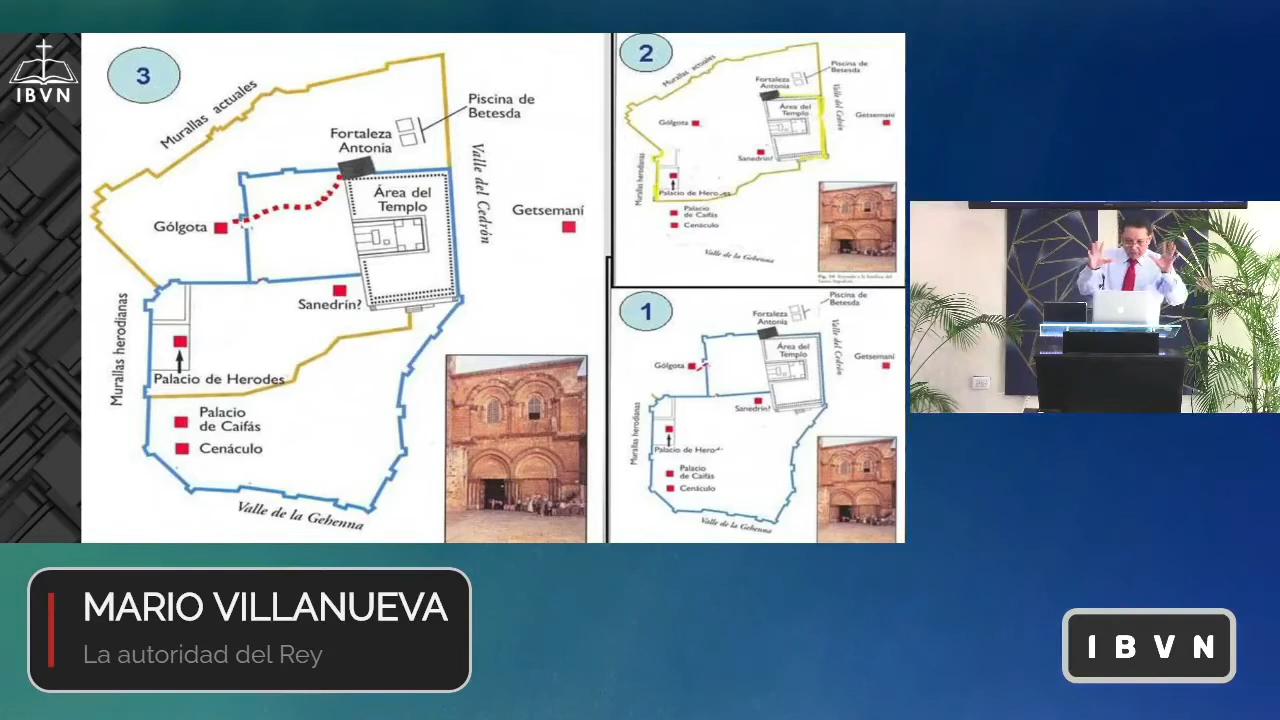 IBVN
3
Murallas actuales
Piscina de
Betesda
Fortaleza
Antonia
Valle del Cedrón
Área del
Templo
Getsemaní
Gólgota
Sanedrín?
Murallas herodianas
Palacio de Herodes
Palacio
de Caifás
Cenáculo
Valle de la Gehenna
2
Murallas actuales
Piscina de
Betesda
Fortaleza
Antonia
Valle del Cedrón
Área del
Templo
Getsemaní
Gólgota
Sanedrín?
Murallas herodianas
Palacio de Herodes
Palacio
de Caifás
Cenáculo
Valle de la Gehenna
1
Piscina de
Betesda
Fortaleza
Antonia
Valle del Cedrón
Área del
Templo
Getsemaní
Gólgota
Sanedrín?
Murallas herodianas
Palacio de Hero
Palacio
de Caifás
Cenáculo
Valle de la Gehenna
MARIO VILLANUEVA
La autoridad del Rey
IBVN